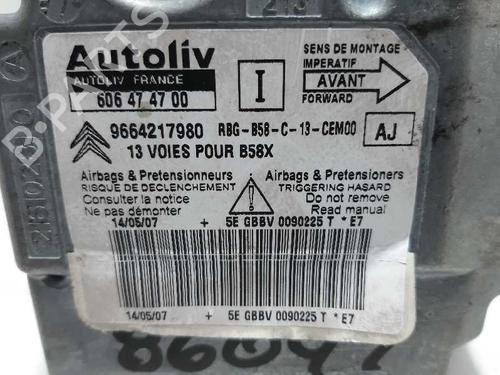 Autoliv
AUTOLIV FRANCE
606 47 47 00
I
SENS DE MONTAGE
IMPERATIF
AVANT
FORWARD
9664217980 RBG-B58-C-13-CEM00
AJ
13 VOIES POUR B58X
Airbags & Pretensionneurs
RISQUE DE DECLENCHEMENT
Consulter la notice
Ne pas démonter
Airbags & Pretensioners
TRIGGERING HASARD
Do not remove
Read manual
14/05/07 + 5E GBBV 0090225 T * E7
14/05/07 + 5E GBBV 0090225 T * E7